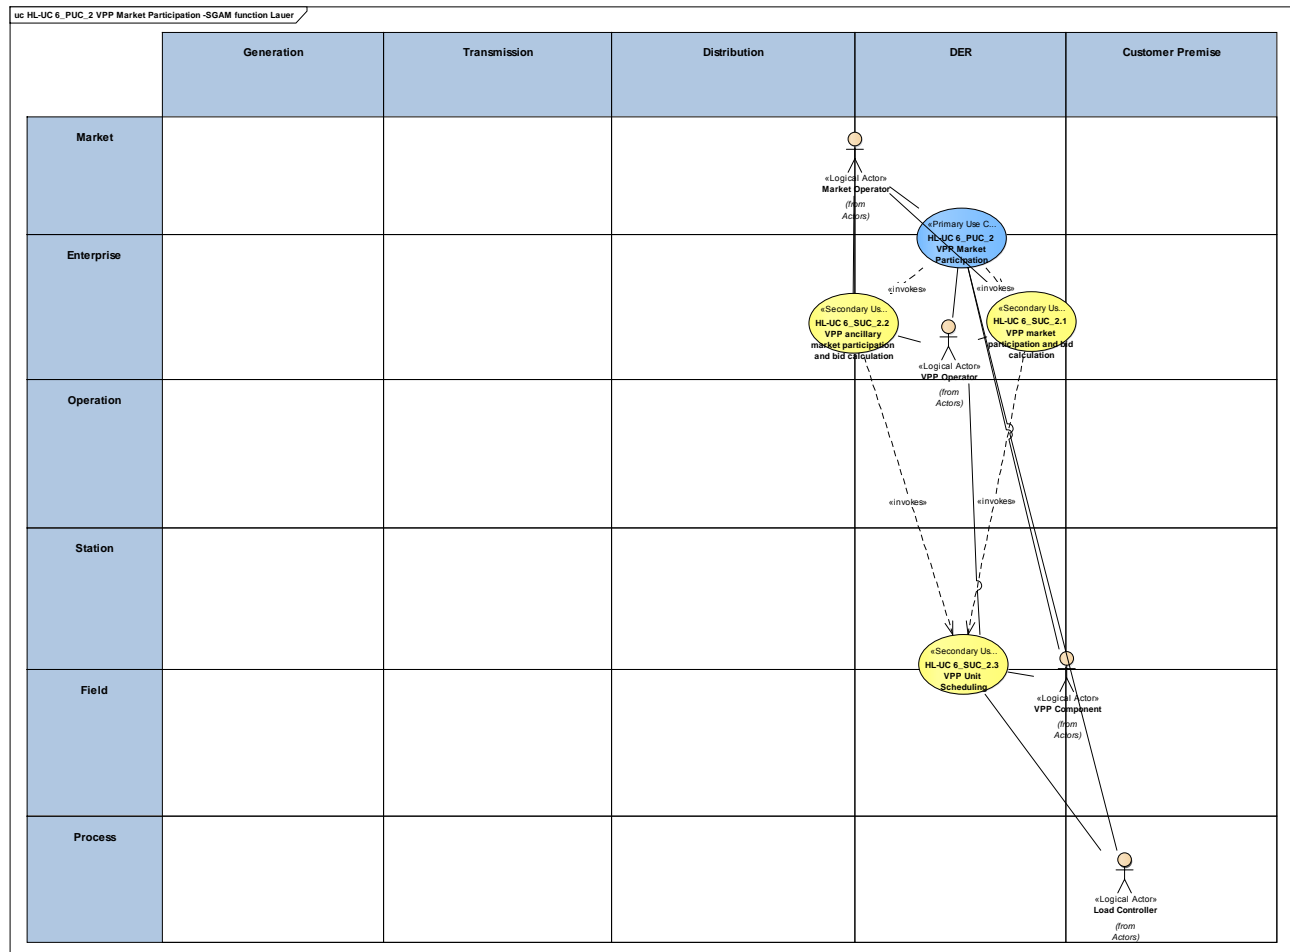 uc HL-UC 6_PUC_2 VPP Market Participation -SGAM function Lauer
Generation
Transmission
Distribution
DER
Customer Premise
Market
«Logical Actor»
Market Operator
(from
Actors)
«Primary Use C...
HL-UC 6_PUC_2
VPP Market
Participation
Enterprise
«invokes»
«invokes»
«Secondary Us...
HL-UC 6_SUC_2.2
VPP ancillary
market participation
and bid calculation
«Secondary Us...
HL-UC 6_SUC_2.1
VPP market
participation and bid
calculation
«Logical Actor»
VPP Operator
(from
Actors)
Operation
«invokes»
«invokes»
Station
«Secondary Us...
HL-UC 6_SUC_2.3
VPP Unit
Scheduling
Field
«Logical Actor»
VPP Component
(from
Actors)
Process
«Logical Actor»
Load Controller
(from
Actors)